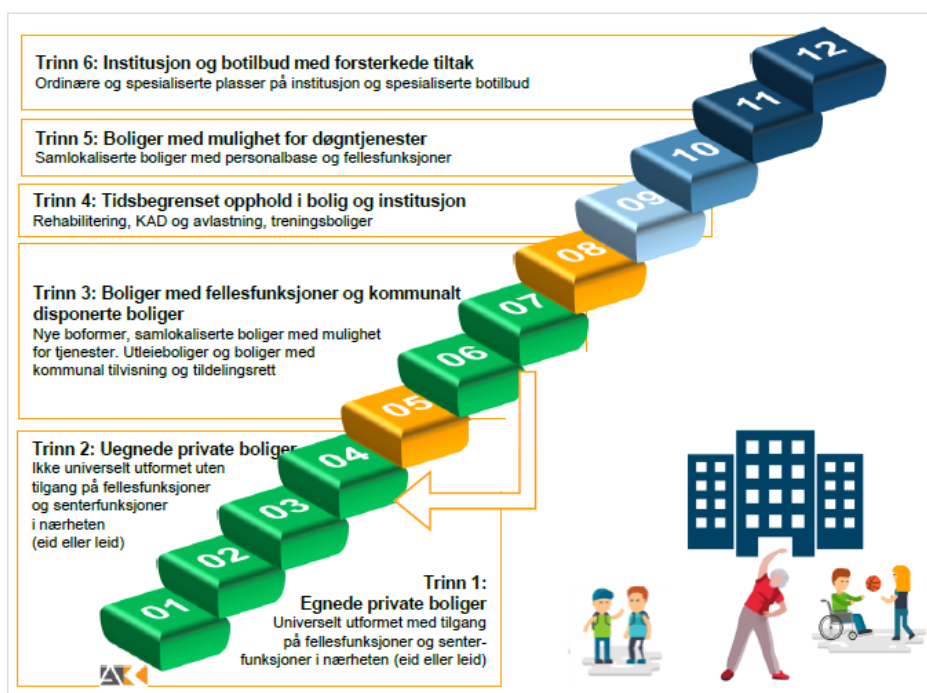 Trinn 6: Institusjon og botilbud med forsterkede tiltak
Ordinære og spesialiserte plasser på institusjon og spesialiserte botilbud
Trinn 5: Boliger med mulighet for døgntjenester
Samlokaliserte boliger med personalbase og fellesfunksjoner
Trinn 4: Tidsbegrenset opphold i bolig og institusjon
Rehabilitering, KAD og avlastning, treningsboliger
Trinn 3: Boliger med fellesfunksjoner og kommunalt
disponerte boliger
Nye boformer, samlokaliserte boliger med mulighet
for tjenester. Utleieboliger og boliger med
kommunal tilvisning og tildelingsrett
Trinn 2: Uegnede private boliger
Ikke universelt utformet uten
tilgang på fellesfunksjoner
og senterfunksjoner
i nærheten
(eid eller leid)
Trinn 1:
Egnede private boliger
Universelt utformet med tilgang
på fellesfunksjoner og senter-
funksjoner i nærheten (eid eller leid)
12
11
10
09
08
07
06
05
04
03
02
01